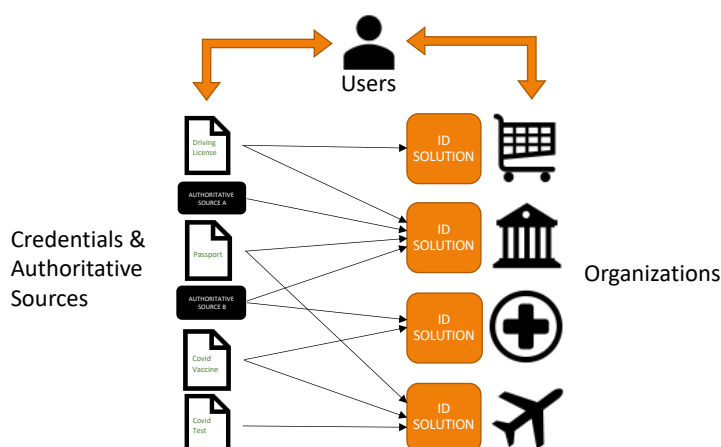 Users
Driving
License
AUTHORITATIVE
SOURCE A
Passport
AUTHORITATIVE
SOURCE B
Covid
Vaccine
Covid
Test
Credentials &
Authoritative
Sources
ID
SOLUTION
ID
SOLUTION
ID
SOLUTION
ID
SOLUTION
Organizations